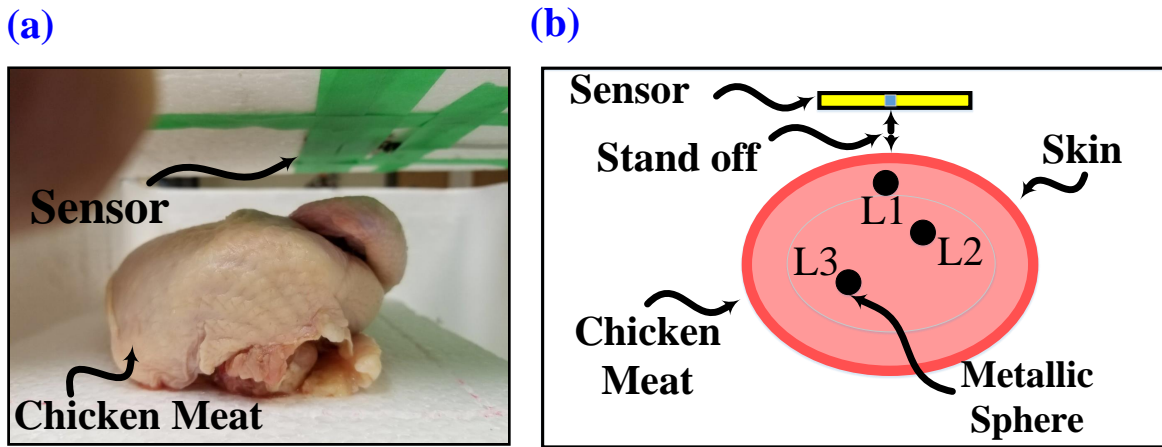 (a)
(b)
Sensor
Chicken Meat
Sensor
Stand off
Skin
L1
L2
L3
Chicken
Meat
Metallic
Sphere